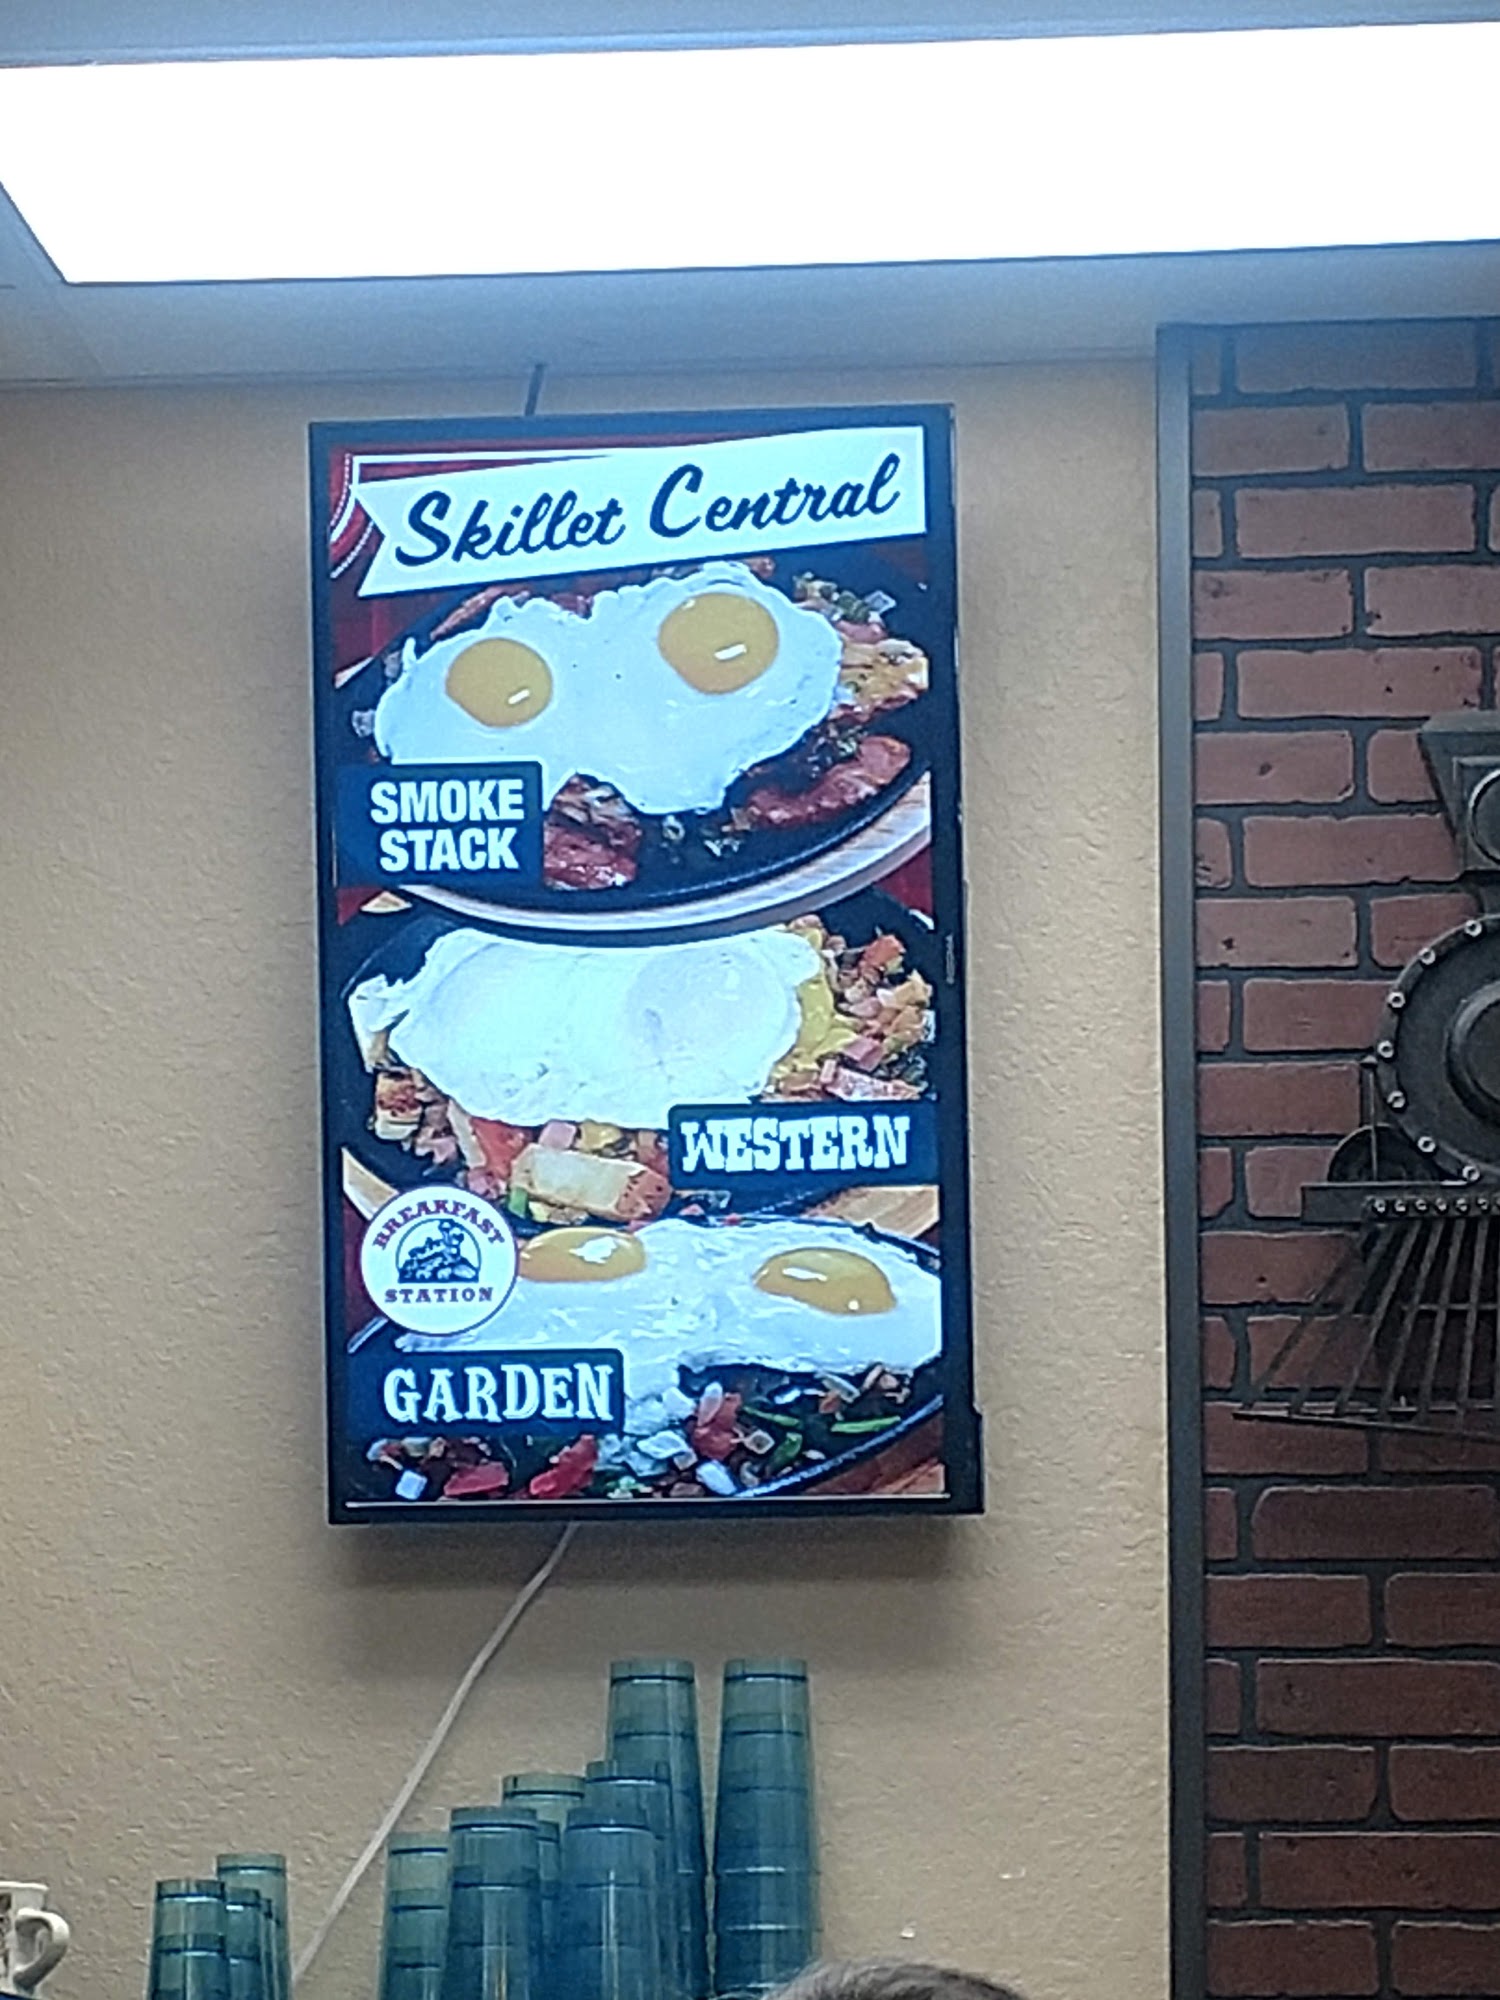 Skillet Central
SMOKE
STACK
WESTERN
BREAKFAST
STATION
GARDEN